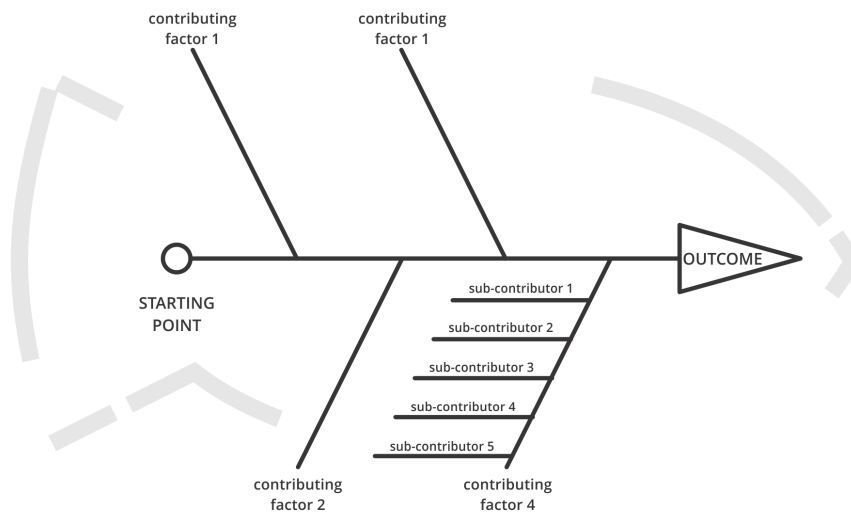 contributing
factor 1
contributing
factor 1
OUTCOME
STARTING
POINT
sub-contributor 1
sub-contributor 2
sub-contributor 3
sub-contributor 4
sub-contributor 5
contributing
factor 2
contributing
factor 4